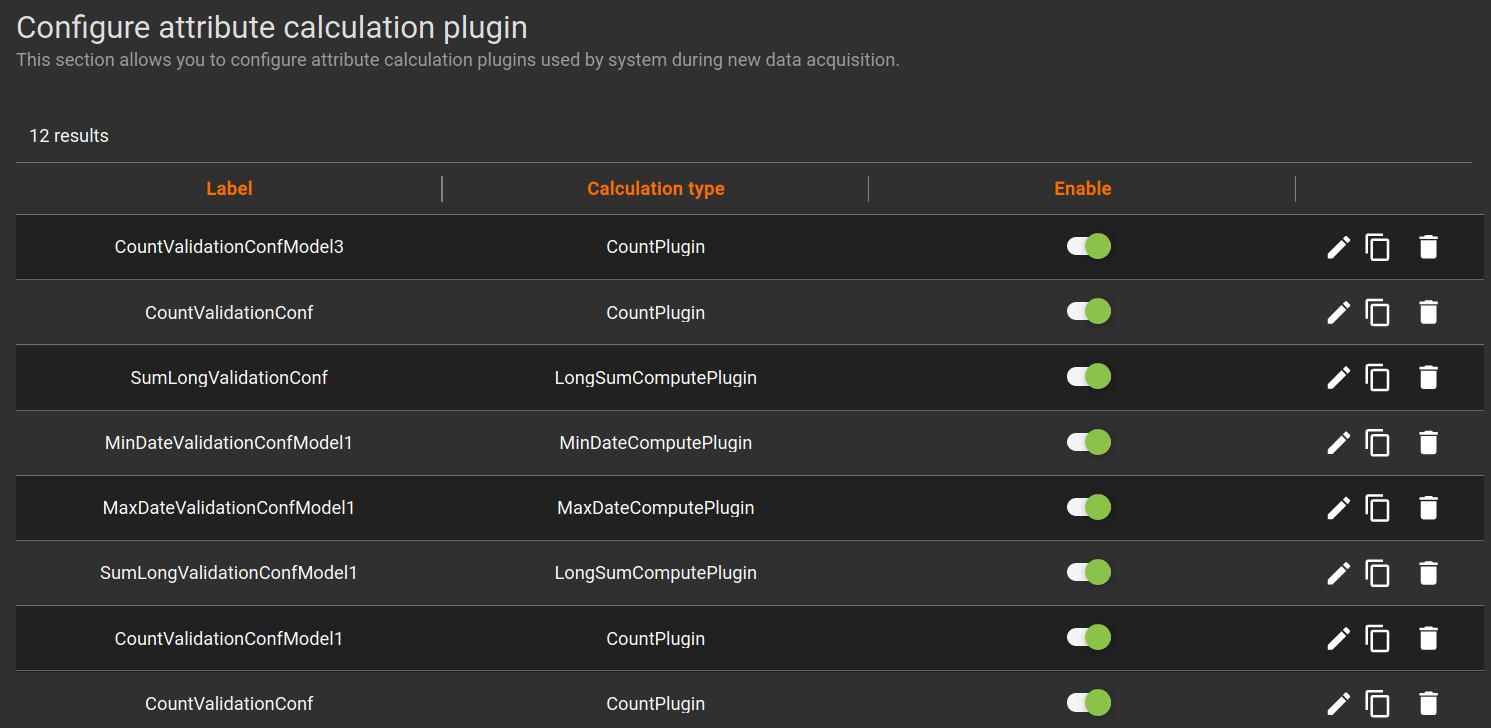 Configure attribute calculation plugin
This section allows you to configure attribute calculation plugins used by system during new data acquisition.
12 results
Label Calculation type Enable
CountValidationConfModel3 CountPlugin
CountValidationConf CountPlugin
SumLongValidationConf LongSumComputePlugin
MinDateValidationConfModel1 MinDateComputePlugin
MaxDateValidationConfModel1 MaxDateComputePlugin
SumLongValidationConfModel1 LongSumComputePlugin
CountValidationConfModel1 CountPlugin
CountValidationConf CountPlugin